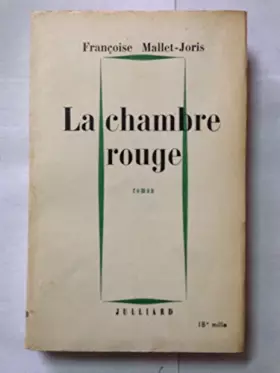 Françoise Mallet-Joris
La chambre
rouge
roman
JULLIARD
18e mille